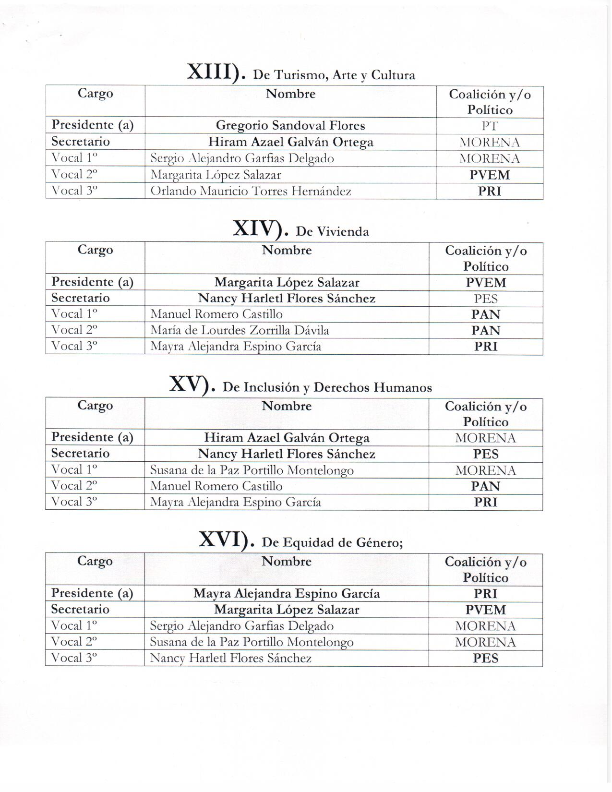 XIII). De Turismo, Arte y Cultura
Cargo Nombre Coalición y/o
Político
Presidente (a) Gregorio Sandoval Flores PT
Secretario Hiram Azael Galván Ortega MORENA
Vocal 1º Sergio Alejandro Garfias Delgado MORENA
Vocal 2º Margarita López Salazar PVEM
Vocal 3º Orlando Mauricio Torres Hernández PRI
XIV). De Vivienda
Cargo Nombre Coalición y/o
Político
Presidente (a) Margarita López Salazar PVEM
Secretario Nancy Harletl Flores Sánchez PES
Vocal 1º Manuel Romero Castillo PAN
Vocal 2º María de Lourdes Zorrilla Dávila PAN
Vocal 3º Mayra Alejandra Espino García PRI
XV). De Inclusión y Derechos Humanos
Cargo Nombre Coalición y/o
Político
Presidente (a) Hiram Azael Galván Ortega MORENA
Secretario Nancy Harletl Flores Sánchez PES
Vocal 1º Susana de la Paz Portillo Montelongo MORENA
Vocal 2º Manuel Romero Castillo PAN
Vocal 3º Mayra Alejandra Espino García PRI
XVI). De Equidad de Género;
Cargo Nombre Coalición y/o
Político
Presidente (a) Mayra Alejandra Espino García PRI
Secretario Margarita López Salazar PVEM
Vocal 1º Sergio Alejandro Garfias Delgado MORENA
Vocal 2º Susana de la Paz Portillo Montelongo MORENA
Vocal 3º Nancy Harletl Flores Sánchez PES